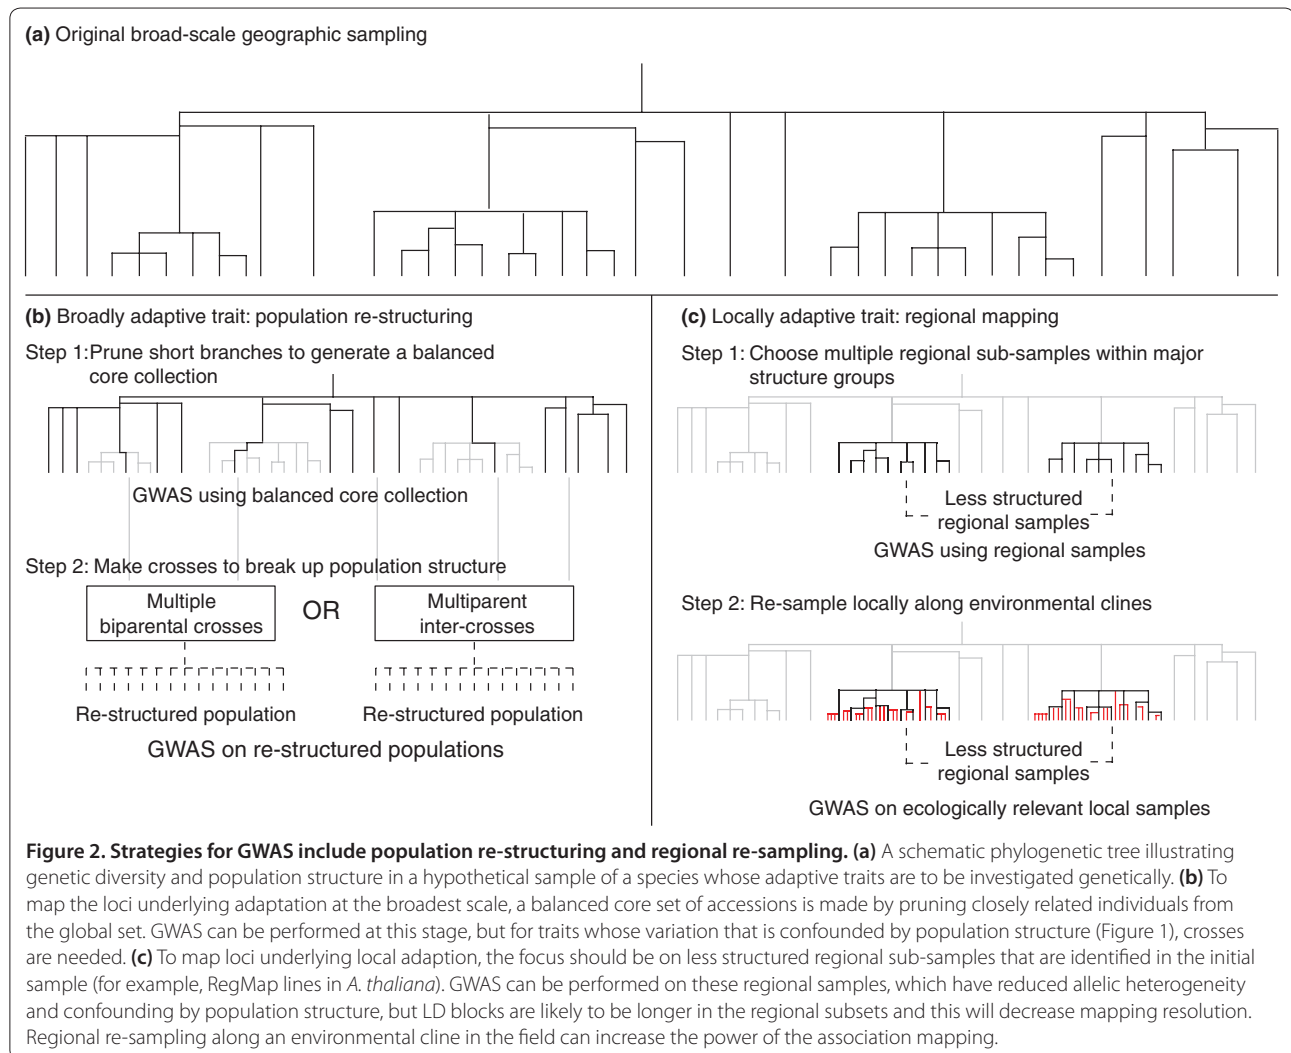 (a) Original broad-scale geographic sampling
(b) Broadly adaptive trait: population re-structuring
Step 1: Prune short branches to generate a balanced
core collection
GWAS using balanced core collection
Step 2: Make crosses to break up population structure
Multiple
biparental crosses
OR
Multiparent
inter-crosses
Re-structured population
Re-structured population
GWAS on re-structured populations
(c) Locally adaptive trait: regional mapping
Step 1: Choose multiple regional sub-samples within major
structure groups
Less structured
regional samples
GWAS using regional samples
Step 2: Re-sample locally along environmental clines
Less structured
regional samples
GWAS on ecologically relevant local samples
Figure 2. Strategies for GWAS include population re-structuring and regional re-sampling. (a) A schematic phylogenetic tree illustrating
genetic diversity and population structure in a hypothetical sample of a species whose adaptive traits are to be investigated genetically. (b) To
map the loci underlying adaptation at the broadest scale, a balanced core set of accessions is made by pruning closely related individuals from
the global set. GWAS can be performed at this stage, but for traits whose variation that is confounded by population structure (Figure 1), crosses
are needed. (c) To map loci underlying local adaption, the focus should be on less structured regional sub-samples that are identified in the initial
sample (for example, RegMap lines in A. thaliana). GWAS can be performed on these regional samples, which have reduced allelic heterogeneity
and confounding by population structure, but LD blocks are likely to be longer in the regional subsets and this will decrease mapping resolution.
Regional re-sampling along an environmental cline in the field can increase the power of the association mapping.